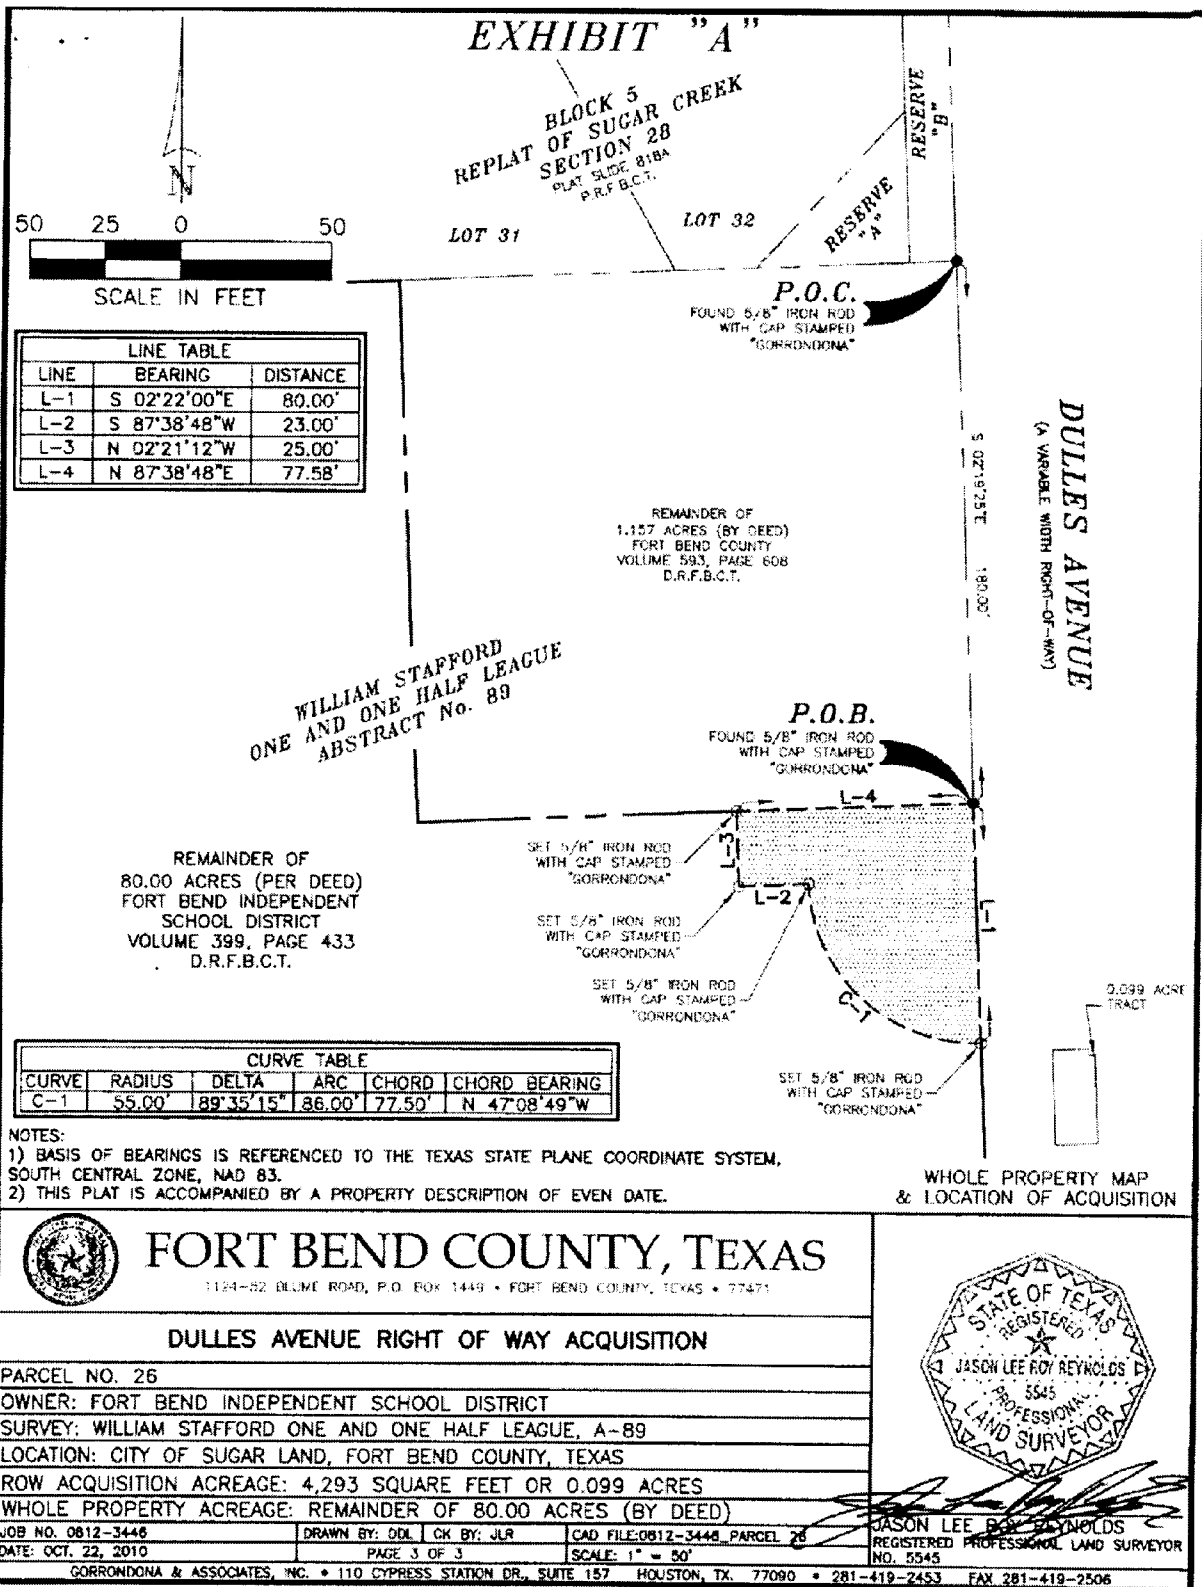 EXHIBIT "A"
BLOCK 5
REPLAT OF SUGAR CREEK
SECTION 28
PLAT SLIDE 818A
P.R.F.B.C.T.
RESERVE
"B"
RESERVE
"A"
LOT 31
LOT 32
N
50 25 0 50
SCALE IN FEET
P.O.C.
FOUND 5/8" IRON ROD
WITH CAP STAMPED
"GORRONDONA"
LINE TABLE
LINE BEARING DISTANCE
L-1 S 02°22'00"E 80.00'
L-2 S 87°38'48"W 23.00'
L-3 N 02°21'12"W 25.00'
L-4 N 87°38'48"E 77.58'
DULLES AVENUE
(A VARIABLE WIDTH RIGHT-OF-WAY)
S 02°19'25"E 180.00'
REMAINDER OF
1.157 ACRES (BY DEED)
FORT BEND COUNTY
VOLUME 593, PAGE 608
D.R.F.B.C.T.
WILLIAM STAFFORD
ONE AND ONE HALF LEAGUE
ABSTRACT No. 89
P.O.B.
FOUND 5/8" IRON ROD
WITH CAP STAMPED
"GORRONDONA"
L-4
L-3
L-2
L-1
C-1
SET 5/8" IRON ROD
WITH CAP STAMPED
"GORRONDONA"
SET 5/8" IRON ROD
WITH CAP STAMPED
"GORRONDONA"
SET 5/8" IRON ROD
WITH CAP STAMPED
"GORRONDONA"
SET 5/8" IRON ROD
WITH CAP STAMPED
"GORRONDONA"
REMAINDER OF
80.00 ACRES (PER DEED)
FORT BEND INDEPENDENT
SCHOOL DISTRICT
VOLUME 399, PAGE 433
D.R.F.B.C.T.
0.099 ACRE
TRACT
CURVE TABLE
CURVE RADIUS DELTA ARC CHORD CHORD BEARING
C-1 55.00' 89°35'15" 86.00' 77.50' N 47°08'49"W
NOTES:
1) BASIS OF BEARINGS IS REFERENCED TO THE TEXAS STATE PLANE COORDINATE SYSTEM,
SOUTH CENTRAL ZONE, NAD 83.
2) THIS PLAT IS ACCOMPANIED BY A PROPERTY DESCRIPTION OF EVEN DATE.
WHOLE PROPERTY MAP
& LOCATION OF ACQUISITION
FORT BEND COUNTY, TEXAS
1124-52 BLUME ROAD, P.O. BOX 1449 • FORT BEND COUNTY, TEXAS • 77471
DULLES AVENUE RIGHT OF WAY ACQUISITION
PARCEL NO. 26
OWNER: FORT BEND INDEPENDENT SCHOOL DISTRICT
SURVEY: WILLIAM STAFFORD ONE AND ONE HALF LEAGUE, A-89
LOCATION: CITY OF SUGAR LAND, FORT BEND COUNTY, TEXAS
ROW ACQUISITION ACREAGE: 4,293 SQUARE FEET OR 0.099 ACRES
WHOLE PROPERTY ACREAGE: REMAINDER OF 80.00 ACRES (BY DEED)
JOB NO. 0612-3446 DRAWN BY: ODL CK BY: JLR CAD FILE:0612-3446_PARCEL 26
DATE: OCT. 22, 2010 PAGE 3 OF 3 SCALE: 1" = 50'
GORRONDONA & ASSOCIATES, INC. • 110 CYPRESS STATION DR., SUITE 157 HOUSTON, TX. 77090 • 281-419-2453 FAX 281-419-2506
STATE OF TEXAS
REGISTERED
JASON LEE ROY REYNOLDS
5545
PROFESSIONAL
LAND SURVEYOR
JASON LEE ROY REYNOLDS
REGISTERED PROFESSIONAL LAND SURVEYOR
NO. 5545